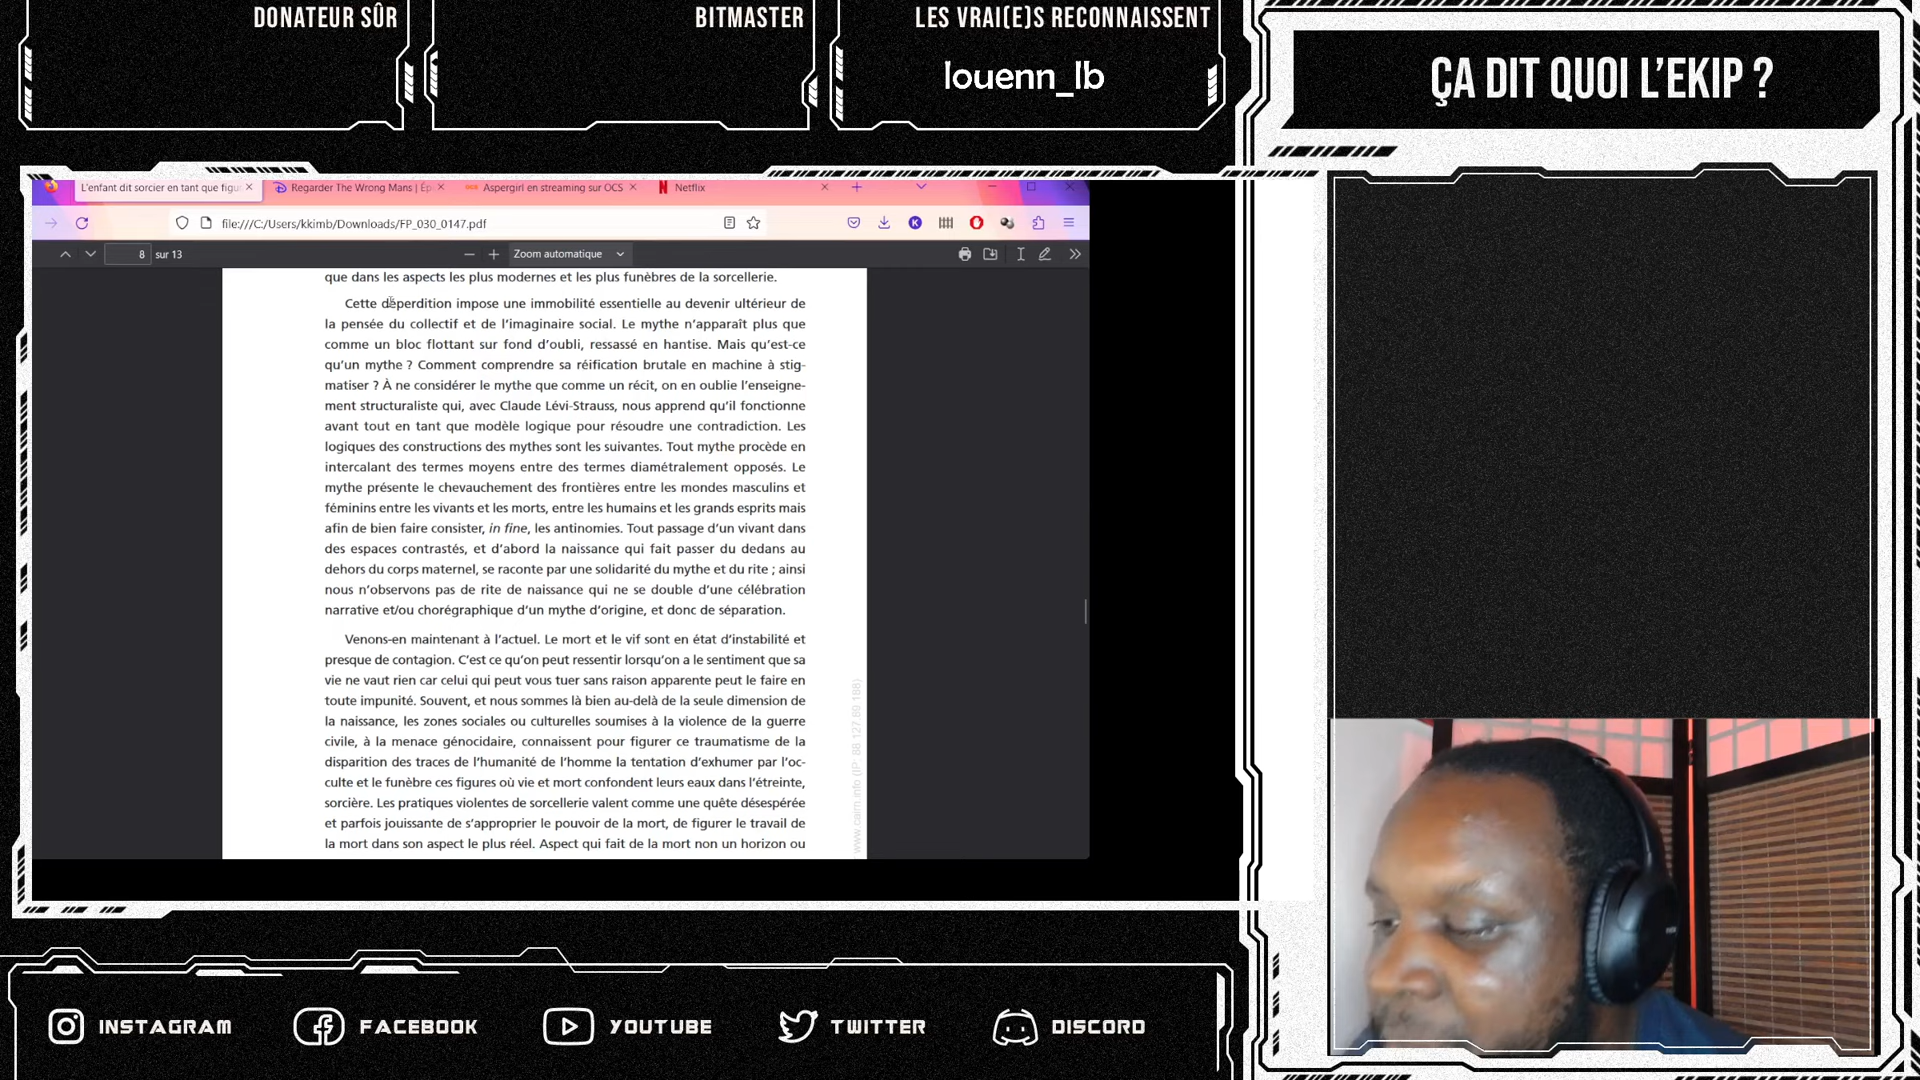 DONATEUR SÛR
BITMASTER
LES VRAI(E)S RECONNAISSENT
louenn_lb
ÇA DIT QUOI L'EKIP ?
L'enfant dit sorcier en tant que figu
Regarder The Wrong Mans | Ép
Aspergirl en streaming sur OCS
Netflix
file:///C:/Users/kkimb/Downloads/FP_030_0147.pdf
8 sur 13
Zoom automatique
que dans les aspects les plus modernes et les plus funèbres de la sorcellerie.
Cette déperdition impose une immobilité essentielle au devenir ultérieur de
la pensée du collectif et de l'imaginaire social. Le mythe n'apparaît plus que
comme un bloc flottant sur fond d'oubli, ressassé en hantise. Mais qu'est-ce
qu'un mythe ? Comment comprendre sa réification brutale en machine à stig-
matiser ? À ne considérer le mythe que comme un récit, on en oublie l'enseigne-
ment structuraliste qui, avec Claude Lévi-Strauss, nous apprend qu'il fonctionne
avant tout en tant que modèle logique pour résoudre une contradiction. Les
logiques des constructions des mythes sont les suivantes. Tout mythe procède en
intercalant des termes moyens entre des termes diamétralement opposés. Le
mythe présente le chevauchement des frontières entre les mondes masculins et
féminins entre les vivants et les morts, entre les humains et les grands esprits mais
afin de bien faire consister, in fine, les antinomies. Tout passage d'un vivant dans
des espaces contrastés, et d'abord la naissance qui fait passer du dedans au
dehors du corps maternel, se raconte par une solidarité du mythe et du rite ; ainsi
nous n'observons pas de rite de naissance qui ne se double d'une célébration
narrative et/ou chorégraphique d'un mythe d'origine, et donc de séparation.
Venons-en maintenant à l'actuel. Le mort et le vif sont en état d'instabilité et
presque de contagion. C'est ce qu'on peut ressentir lorsqu'on a le sentiment que sa
vie ne vaut rien car celui qui peut vous tuer sans raison apparente peut le faire en
toute impunité. Souvent, et nous sommes là bien au-delà de la seule dimension de
la naissance, les zones sociales ou culturelles soumises à la violence de la guerre
civile, à la menace génocidaire, connaissent pour figurer ce traumatisme de la
disparition des traces de l'humanité de l'homme la tentation d'exhumer par l'oc-
culte et le funèbre ces figures où vie et mort confondent leurs eaux dans l'étreinte,
sorcière. Les pratiques violentes de sorcellerie valent comme une quête désespérée
et parfois jouissante de s'approprier le pouvoir de la mort, de figurer le travail de
la mort dans son aspect le plus réel. Aspect qui fait de la mort non un horizon ou
www.cairn.info (IP: 88.127.89.188)
INSTAGRAM
FACEBOOK
YOUTUBE
TWITTER
DISCORD